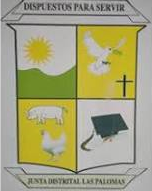 DISPUESTOS PARA SERVIR
JUNTA DISTRITAL LAS PALOMAS